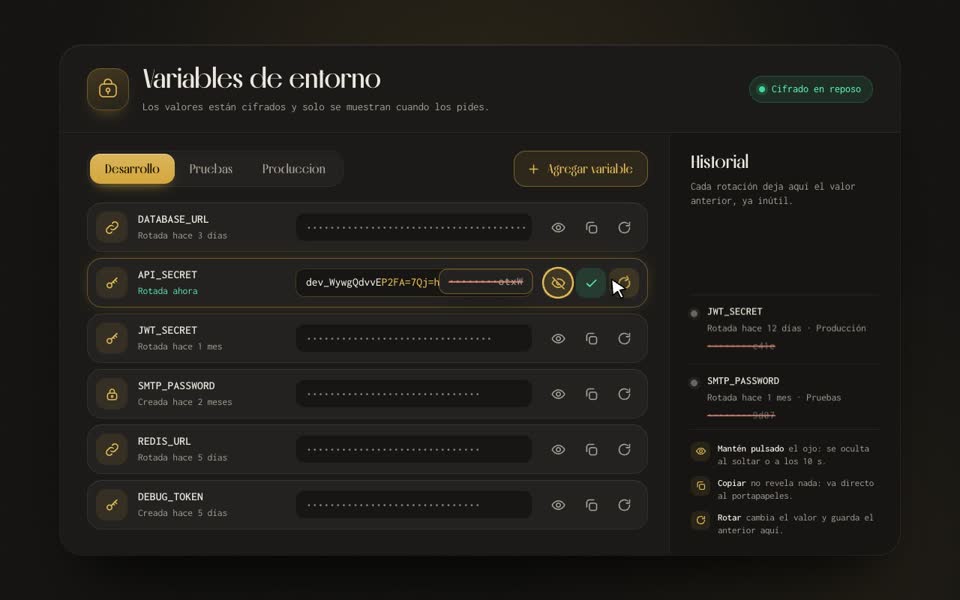 Variables de entorno
Los valores están cifrados y solo se muestran cuando los pides.
Cifrado en reposo
Desarrollo
Pruebas
Produccion
+ Agregar variable
DATABASE_URL
Rotada hace 3 días
API_SECRET
Rotada ahora
dev_WywgQdvvEP2FA=7Qj=h
otxW
JWT_SECRET
Rotada hace 1 mes
SMTP_PASSWORD
Creada hace 2 meses
REDIS_URL
Rotada hace 5 días
DEBUG_TOKEN
Creada hace 5 días
Historial
Cada rotación deja aquí el valor
anterior, ya inútil.
JWT_SECRET
Rotada hace 12 días · Producción
c41e
SMTP_PASSWORD
Rotada hace 1 mes · Pruebas
9d07
Mantén pulsado el ojo: se oculta
al soltar o a los 10 s.
Copiar no revela nada: va directo
al portapapeles.
Rotar cambia el valor y guarda el
anterior aquí.